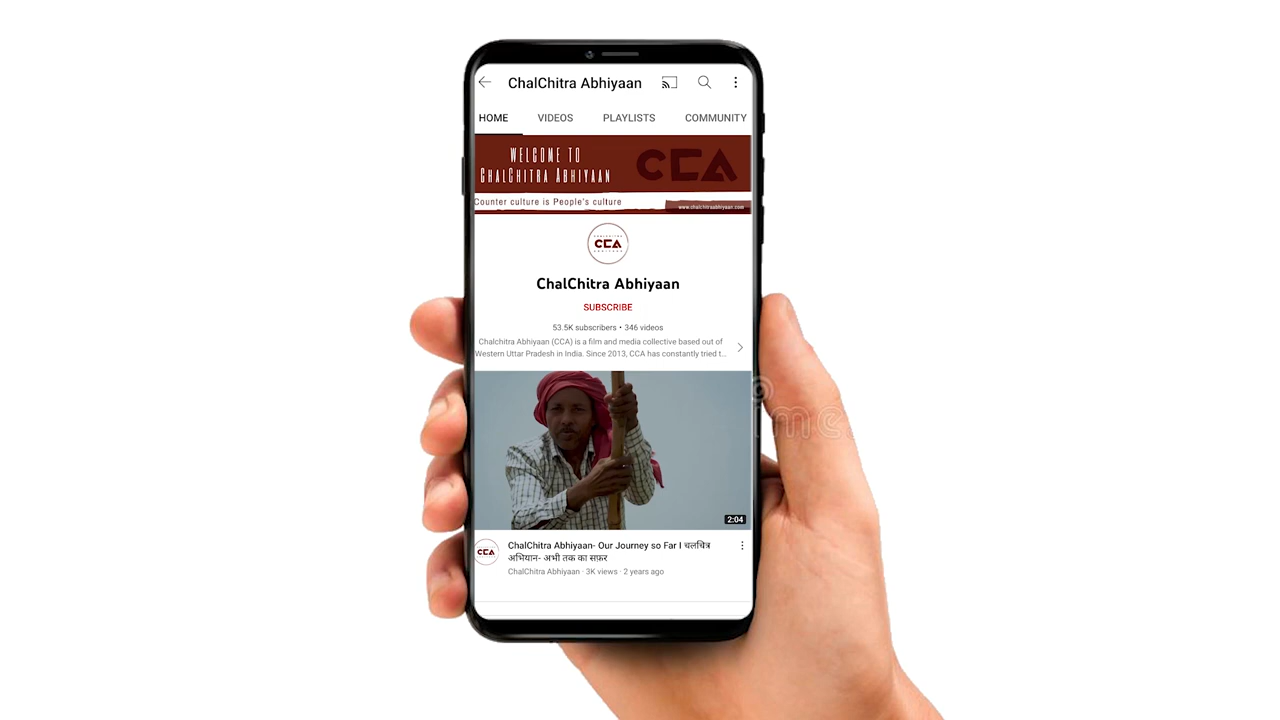 ChalChitra Abhiyaan
HOME VIDEOS PLAYLISTS COMMUNITY
WELCOME TO
CHALCHITRA ABHIYAAN
CCA
Counter culture is People's culture
www.chalchitraabhiyaan.com
CHALCHITRA
CCA
ABHIYAAN
ChalChitra Abhiyaan
SUBSCRIBE
53.5K subscribers • 346 videos
Chalchitra Abhiyaan (CCA) is a film and media collective based out of
Western Uttar Pradesh in India. Since 2013, CCA has constantly tried t...
2:04
CCA
ChalChitra Abhiyaan- Our Journey so Far I चलचित्र
अभियान- अभी तक का सफ़र
ChalChitra Abhiyaan · 3K views · 2 years ago